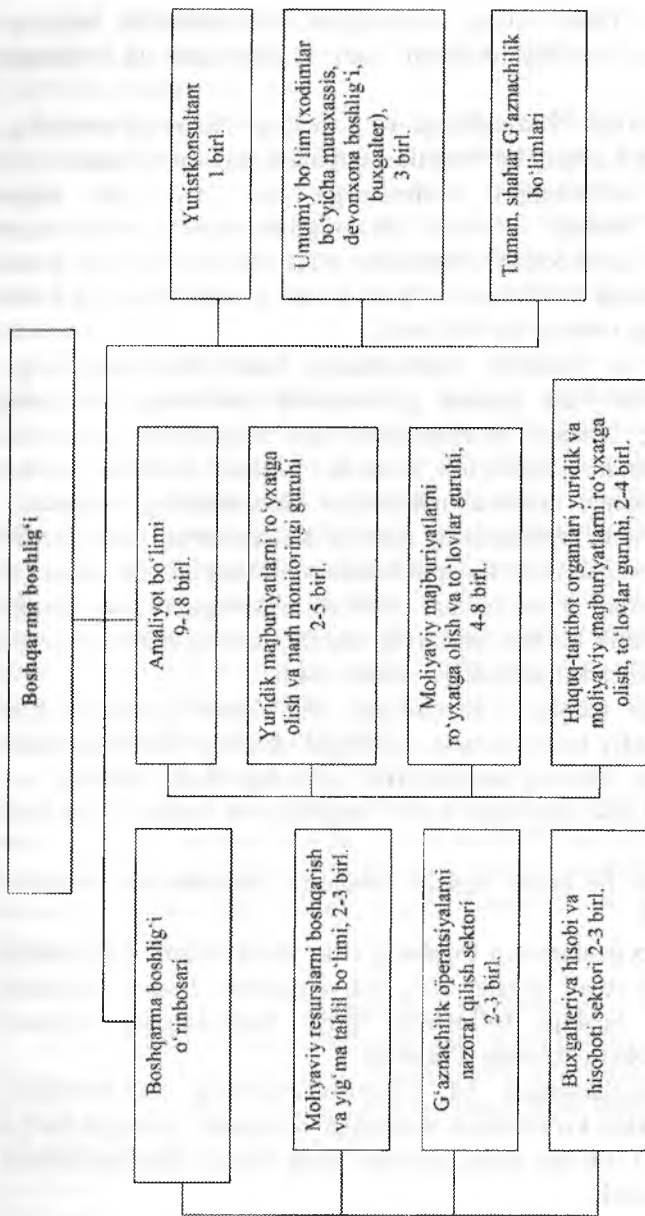 Boshqarma boshlig‘i
Boshqarma boshlig‘i
o‘rinbosari
Moliyaviy resurslarni boshqarish
va yig‘ma tahlil bo‘limi, 2-3 birl.
G‘aznachilik operatsiyalarni
nazorat qilish sektori
2-3 birl.
Buxgalteriya hisobi va
hisoboti sektori 2-3 birl.
Amaliyot bo‘limi
9-18 birl.
Yuridik majburiyatlarni ro‘yxatga
olish va narh monitoringi guruhi
2-5 birl.
Moliyaviy majburiyatlarni
ro‘yxatga olish va to‘lovlar guruhi,
4-8 birl.
Huquq-tartibot organlari yuridik va
moliyaviy majburiyatlarni ro‘yxatga
olish, to‘lovlar guruhi, 2-4 birl.
Yuristkonsultant
1 birl.
Umumiy bo‘limi (xodimlar
bo‘yicha mutaxassis,
devonxona boshlig‘i,
buxgalter),
3 birl.
Tuman, shahar G‘aznachilik
bo‘limlari